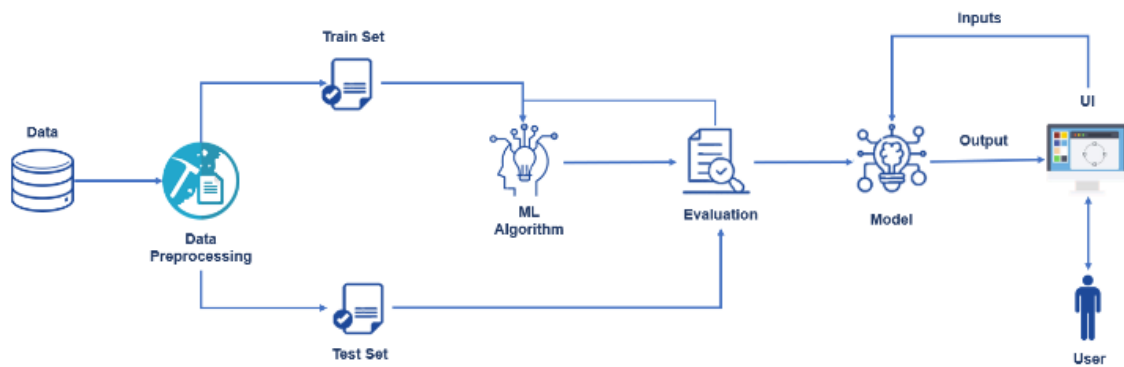 Inputs
Train Set
UI
Data
Output
ML
Algorithm
Evaluation
Model
Data
Preprocessing
Test Set
User